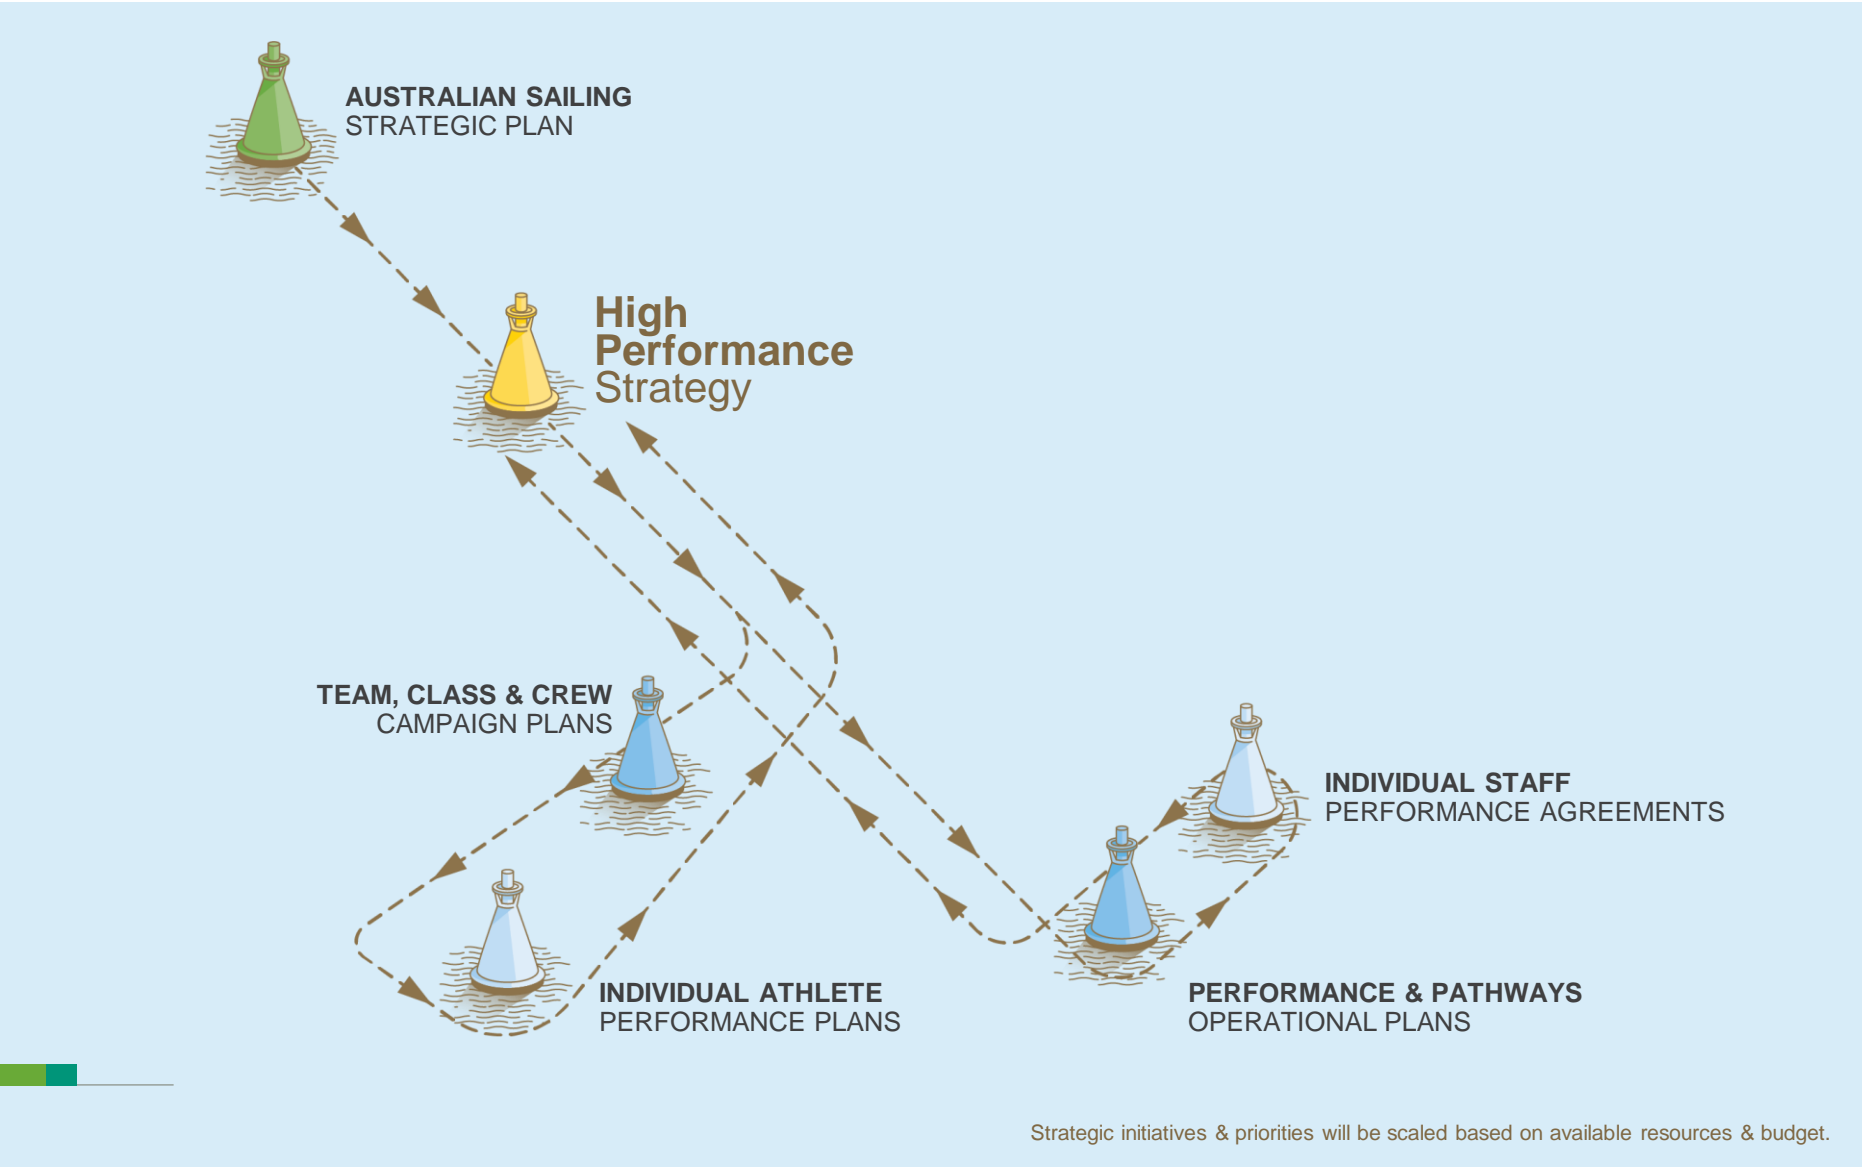 AUSTRALIAN SAILING
STRATEGIC PLAN
High
Performance
Strategy
TEAM, CLASS & CREW
CAMPAIGN PLANS
INDIVIDUAL STAFF
PERFORMANCE AGREEMENTS
INDIVIDUAL ATHLETE
PERFORMANCE PLANS
PERFORMANCE & PATHWAYS
OPERATIONAL PLANS
Strategic initiatives & priorities will be scaled based on available resources & budget.